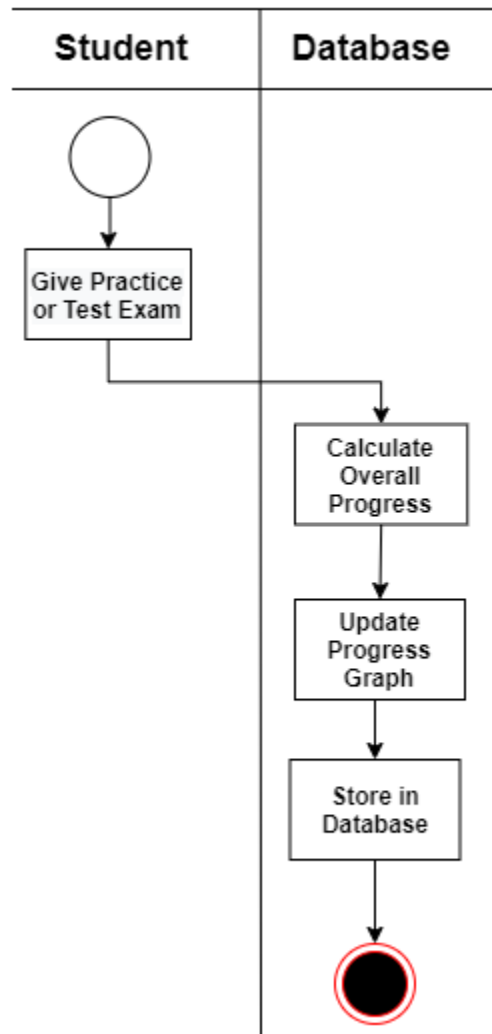 Student
Database
Give Practice
or Test Exam
Calculate
Overall
Progress
Update
Progress
Graph
Store in
Database